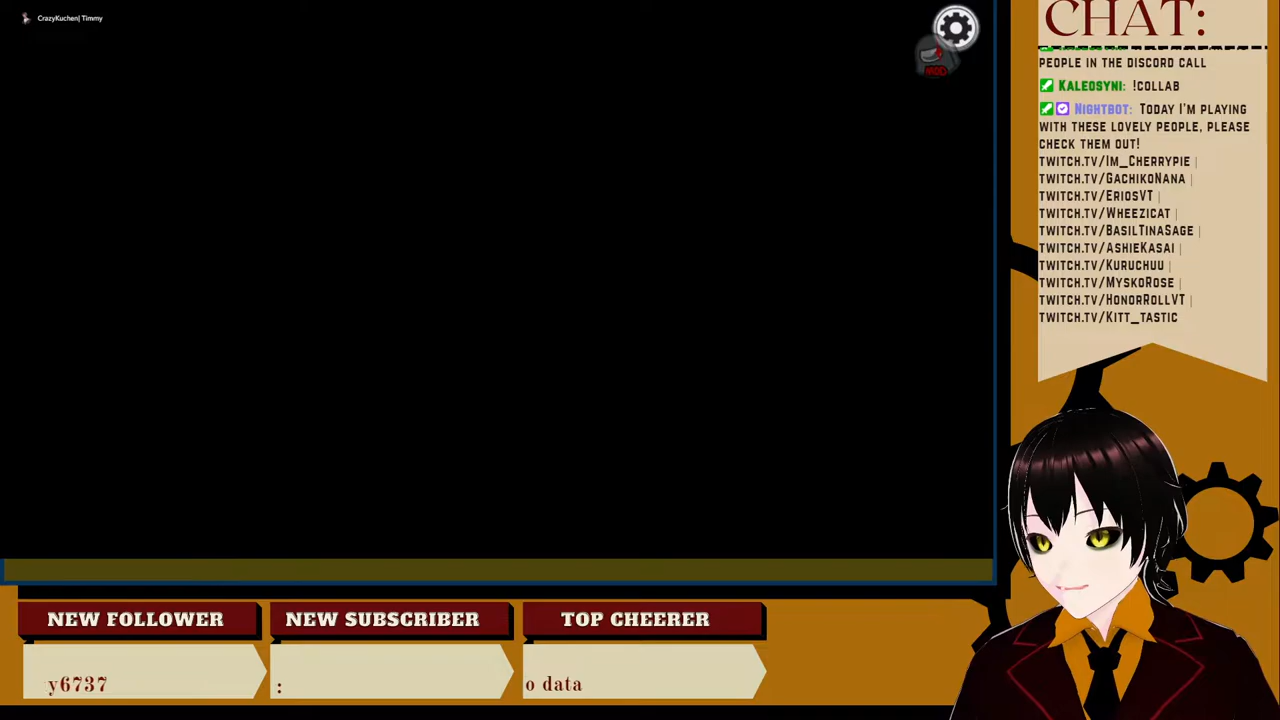 CrazyKuchen| Timmy
MOD
CHAT:
PEOPLE IN THE DISCORD CALL
KALEOSYNI: !COLLAB
NIGHTBOT: TODAY I'M PLAYING
WITH THESE LOVELY PEOPLE, PLEASE
CHECK THEM OUT!
TWITCH.TV/IM_CHERRYPIE |
TWITCH.TV/GACHIKONANA |
TWITCH.TV/ERIOSVT |
TWITCH.TV/WHEEZICAT |
TWITCH.TV/BASILTINASAGE |
TWITCH.TV/ASHIEKASAI |
TWITCH.TV/KURUCHUU |
TWITCH.TV/MYSKOROSE |
TWITCH.TV/HONORROLLVT |
TWITCH.TV/KITT_TASTIC
NEW FOLLOWER
NEW SUBSCRIBER
TOP CHEERER
y6737
:
o data